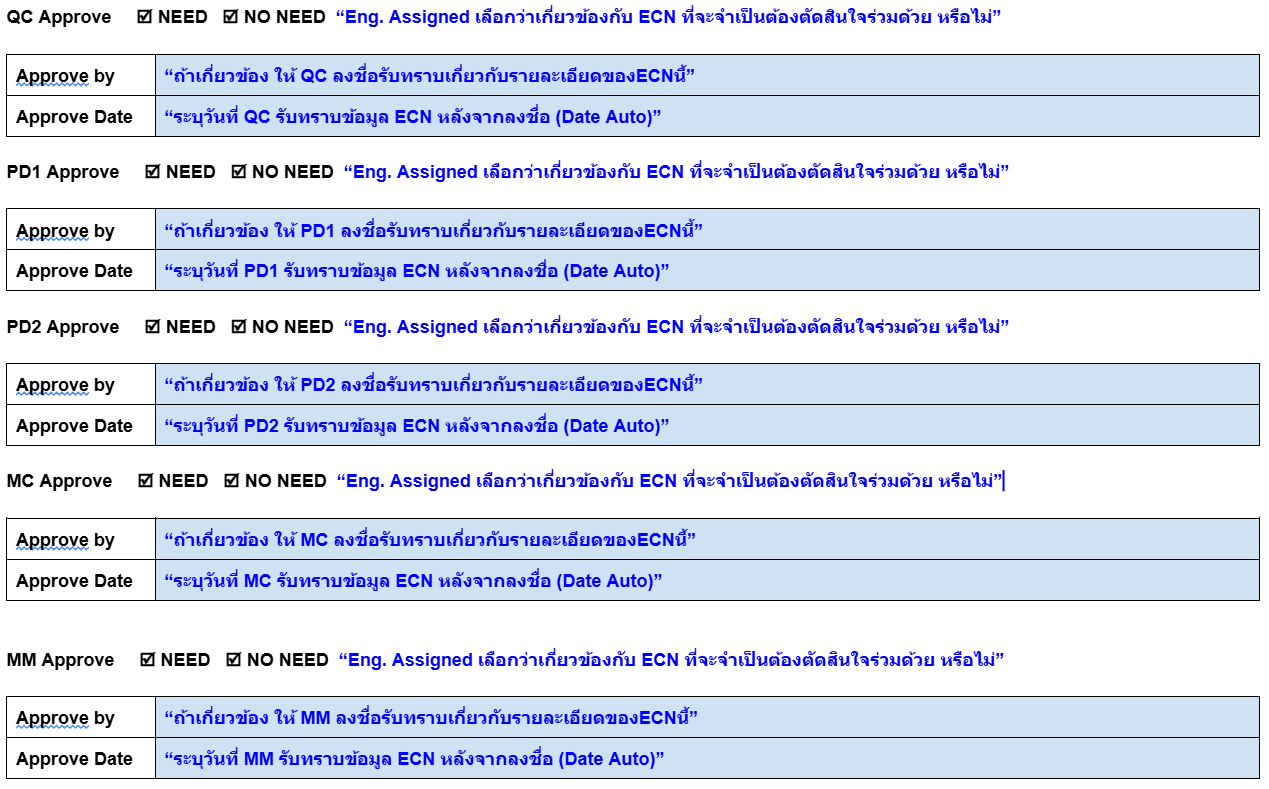 QC Approve ☑ NEED ☑ NO NEED “Eng. Assigned เลือกว่าเกี่ยวข้องกับ ECN ที่จะจำเป็นต้องตัดสินใจร่วมด้วย หรือไม่”
Approve by “ถ้าเกี่ยวข้อง ให้ QC ลงชื่อรับทราบเกี่ยวกับรายละเอียดของECNนี้”
Approve Date “ระบุวันที่ QC รับทราบข้อมูล ECN หลังจากลงชื่อ (Date Auto)”
PD1 Approve ☑ NEED ☑ NO NEED “Eng. Assigned เลือกว่าเกี่ยวข้องกับ ECN ที่จะจำเป็นต้องตัดสินใจร่วมด้วย หรือไม่”
Approve by “ถ้าเกี่ยวข้อง ให้ PD1 ลงชื่อรับทราบเกี่ยวกับรายละเอียดของECNนี้”
Approve Date “ระบุวันที่ PD1 รับทราบข้อมูล ECN หลังจากลงชื่อ (Date Auto)”
PD2 Approve ☑ NEED ☑ NO NEED “Eng. Assigned เลือกว่าเกี่ยวข้องกับ ECN ที่จะจำเป็นต้องตัดสินใจร่วมด้วย หรือไม่”
Approve by “ถ้าเกี่ยวข้อง ให้ PD2 ลงชื่อรับทราบเกี่ยวกับรายละเอียดของECNนี้”
Approve Date “ระบุวันที่ PD2 รับทราบข้อมูล ECN หลังจากลงชื่อ (Date Auto)”
MC Approve ☑ NEED ☑ NO NEED “Eng. Assigned เลือกว่าเกี่ยวข้องกับ ECN ที่จะจำเป็นต้องตัดสินใจร่วมด้วย หรือไม่”
Approve by “ถ้าเกี่ยวข้อง ให้ MC ลงชื่อรับทราบเกี่ยวกับรายละเอียดของECNนี้”
Approve Date “ระบุวันที่ MC รับทราบข้อมูล ECN หลังจากลงชื่อ (Date Auto)”
MM Approve ☑ NEED ☑ NO NEED “Eng. Assigned เลือกว่าเกี่ยวข้องกับ ECN ที่จะจำเป็นต้องตัดสินใจร่วมด้วย หรือไม่”
Approve by “ถ้าเกี่ยวข้อง ให้ MM ลงชื่อรับทราบเกี่ยวกับรายละเอียดของECNนี้”
Approve Date “ระบุวันที่ MM รับทราบข้อมูล ECN หลังจากลงชื่อ (Date Auto)”